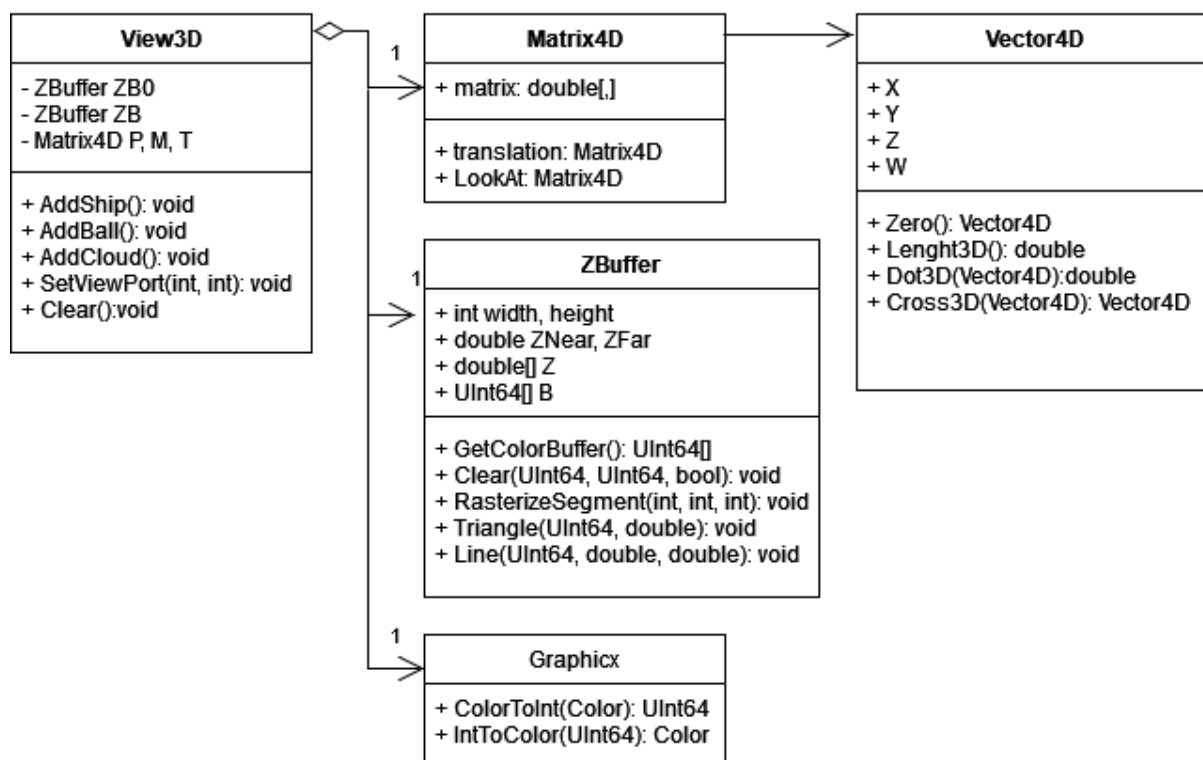 View3D
- ZBuffer ZB0
- ZBuffer ZB
- Matrix4D P, M, T
+ AddShip(): void
+ AddBall(): void
+ AddCloud(): void
+ SetViewPort(int, int): void
+ Clear():void
1
Matrix4D
+ matrix: double[,]
+ translation: Matrix4D
+ LookAt: Matrix4D
Vector4D
+ X
+ Y
+ Z
+ W
+ Zero(): Vector4D
+ Lenght3D(): double
+ Dot3D(Vector4D):double
+ Cross3D(Vector4D): Vector4D
1
ZBuffer
+ int width, height
+ double ZNear, ZFar
+ double[] Z
+ UInt64[] B
+ GetColorBuffer(): UInt64[]
+ Clear(UInt64, UInt64, bool): void
+ RasterizeSegment(int, int, int): void
+ Triangle(UInt64, double): void
+ Line(UInt64, double, double): void
1
Graphicx
+ ColorToInt(Color): UInt64
+ IntToColor(UInt64): Color